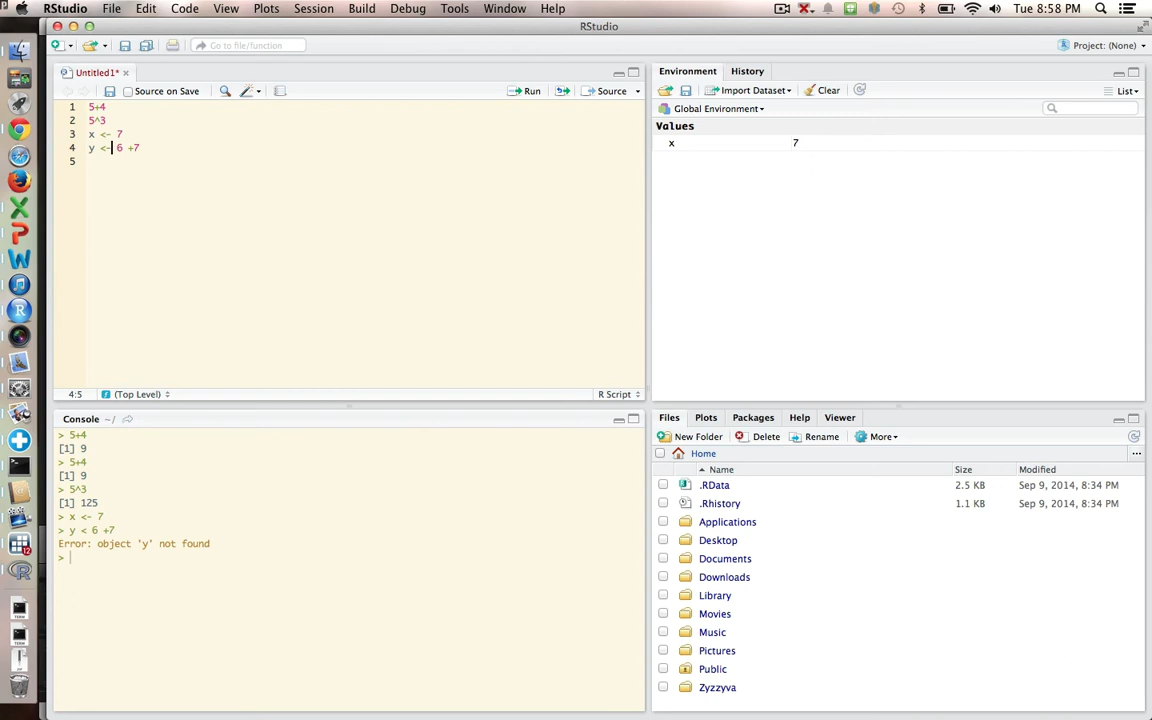 RStudio File Edit Code View Plots Session Build Debug Tools Window Help Tue 8:58 PM
RStudio
Go to file/function Project: (None)
Untitled1*
Source on Save Run Source
1 5+4
2 5^3
3 x <- 7
4 y <- 6 +7
5
4:5 (Top Level) R Script
Console ~/
> 5+4
[1] 9
> 5+4
[1] 9
> 5^3
[1] 125
> x <- 7
> y < 6 +7
Error: object 'y' not found
>
Environment History
Import Dataset Clear List
Global Environment
Values
x 7
Files Plots Packages Help Viewer
New Folder Delete Rename More
Home
Name Size Modified
.RData 2.5 KB Sep 9, 2014, 8:34 PM
.Rhistory 1.1 KB Sep 9, 2014, 8:34 PM
Applications
Desktop
Documents
Downloads
Library
Movies
Music
Pictures
Public
Zyzzyva